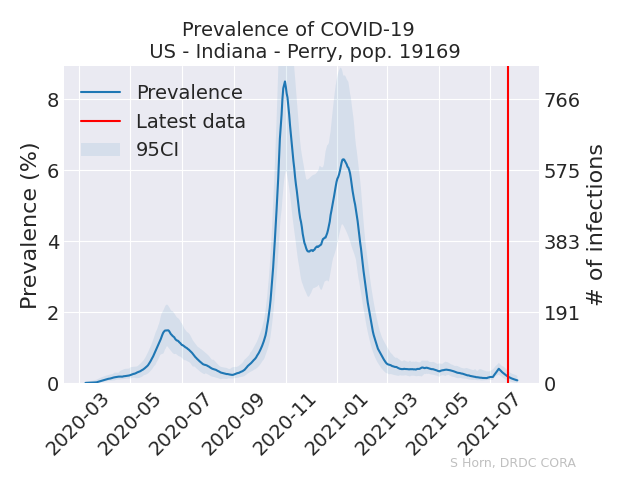 Prevalence of COVID-19
US - Indiana - Perry, pop. 19169
Prevalence
Latest data
95CI
Prevalence (%)
8
6
4
2
0
# of infections
766
575
383
191
0
2020-03
2020-05
2020-07
2020-09
2020-11
2021-01
2021-03
2021-05
2021-07
S Horn, DRDC CORA